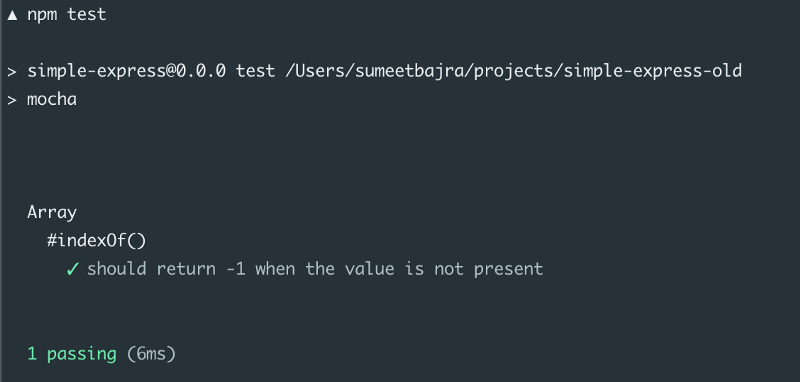 ▲ npm test
> simple-express@0.0.0 test /Users/sumeetbajra/projects/simple-express-old
> mocha
Array
#indexOf()
✓ should return -1 when the value is not present
1 passing (6ms)